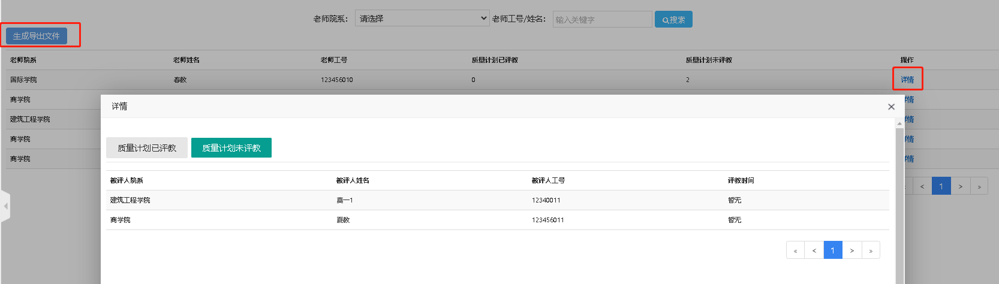 老师院系： 请选择 老师工号/姓名： 输入关键字 搜索
生成导出文件
老师院系 老师姓名 老师工号 质量计划已评教 质量计划未评教 操作
国际学院 春教 123456010 0 2 详情
商学院 情
建筑工程学院 情
商学院 情
商学院 情
< 1 > »
详情 ×
质量计划已评教 质量计划未评教
被评人院系 被评人姓名 被评人工号 评教时间
建筑工程学院 莫一1 12340011 暂无
商学院 夏教 123456011 暂无
« < 1 > »